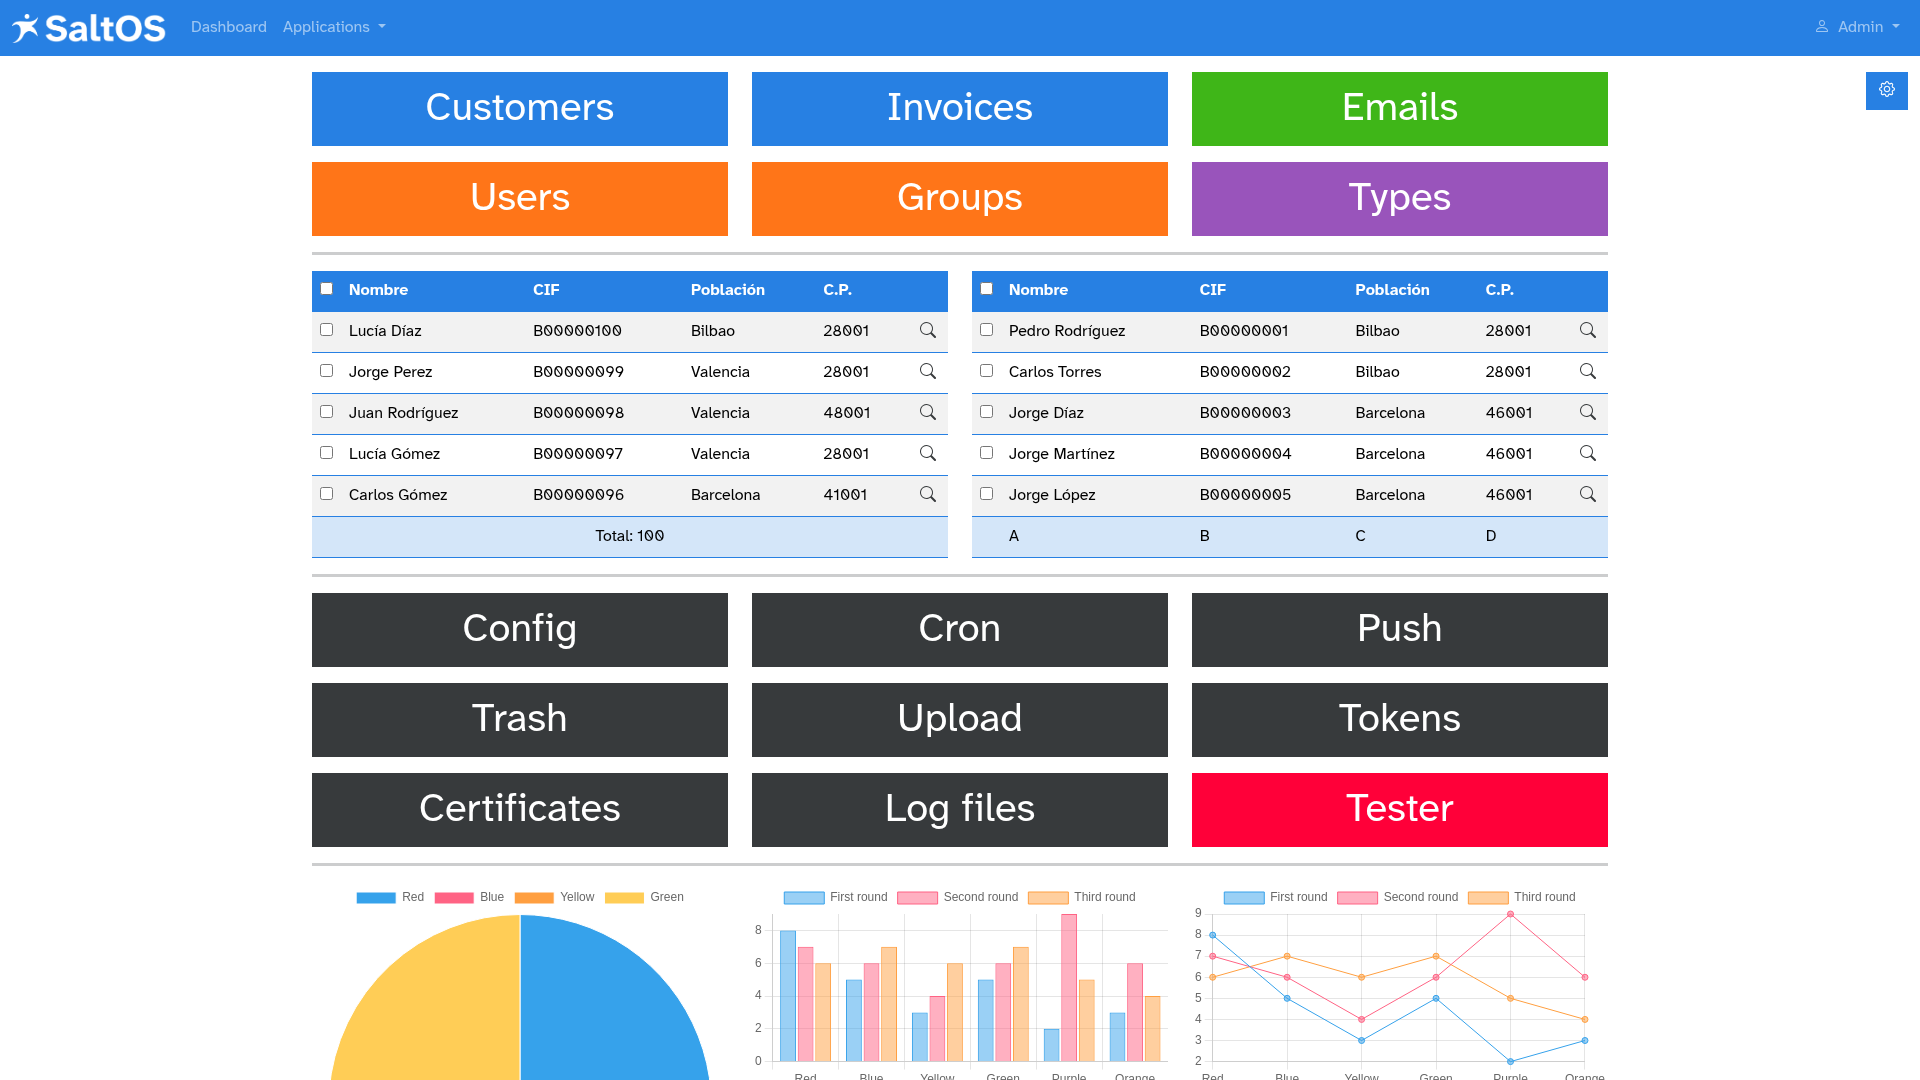 SaltOS Dashboard Applications Admin
Customers Invoices Emails
Users Groups Types
Nombre CIF Población C.P.
Lucía Díaz B00000100 Bilbao 28001
Jorge Perez B00000099 Valencia 28001
Juan Rodríguez B00000098 Valencia 48001
Lucía Gómez B00000097 Valencia 28001
Carlos Gómez B00000096 Barcelona 41001
Total: 100
Nombre CIF Población C.P.
Pedro Rodríguez B00000001 Bilbao 28001
Carlos Torres B00000002 Bilbao 28001
Jorge Díaz B00000003 Barcelona 46001
Jorge Martínez B00000004 Barcelona 46001
Jorge López B00000005 Barcelona 46001
A B C D
Config Cron Push
Trash Upload Tokens
Certificates Log files Tester
Red Blue Yellow Green
First round Second round Third round
8
6
4
2
0
Red Blue Yellow Green Purple Orange
First round Second round Third round
9
8
7
6
5
4
3
2
Red Blue Yellow Green Purple Orange